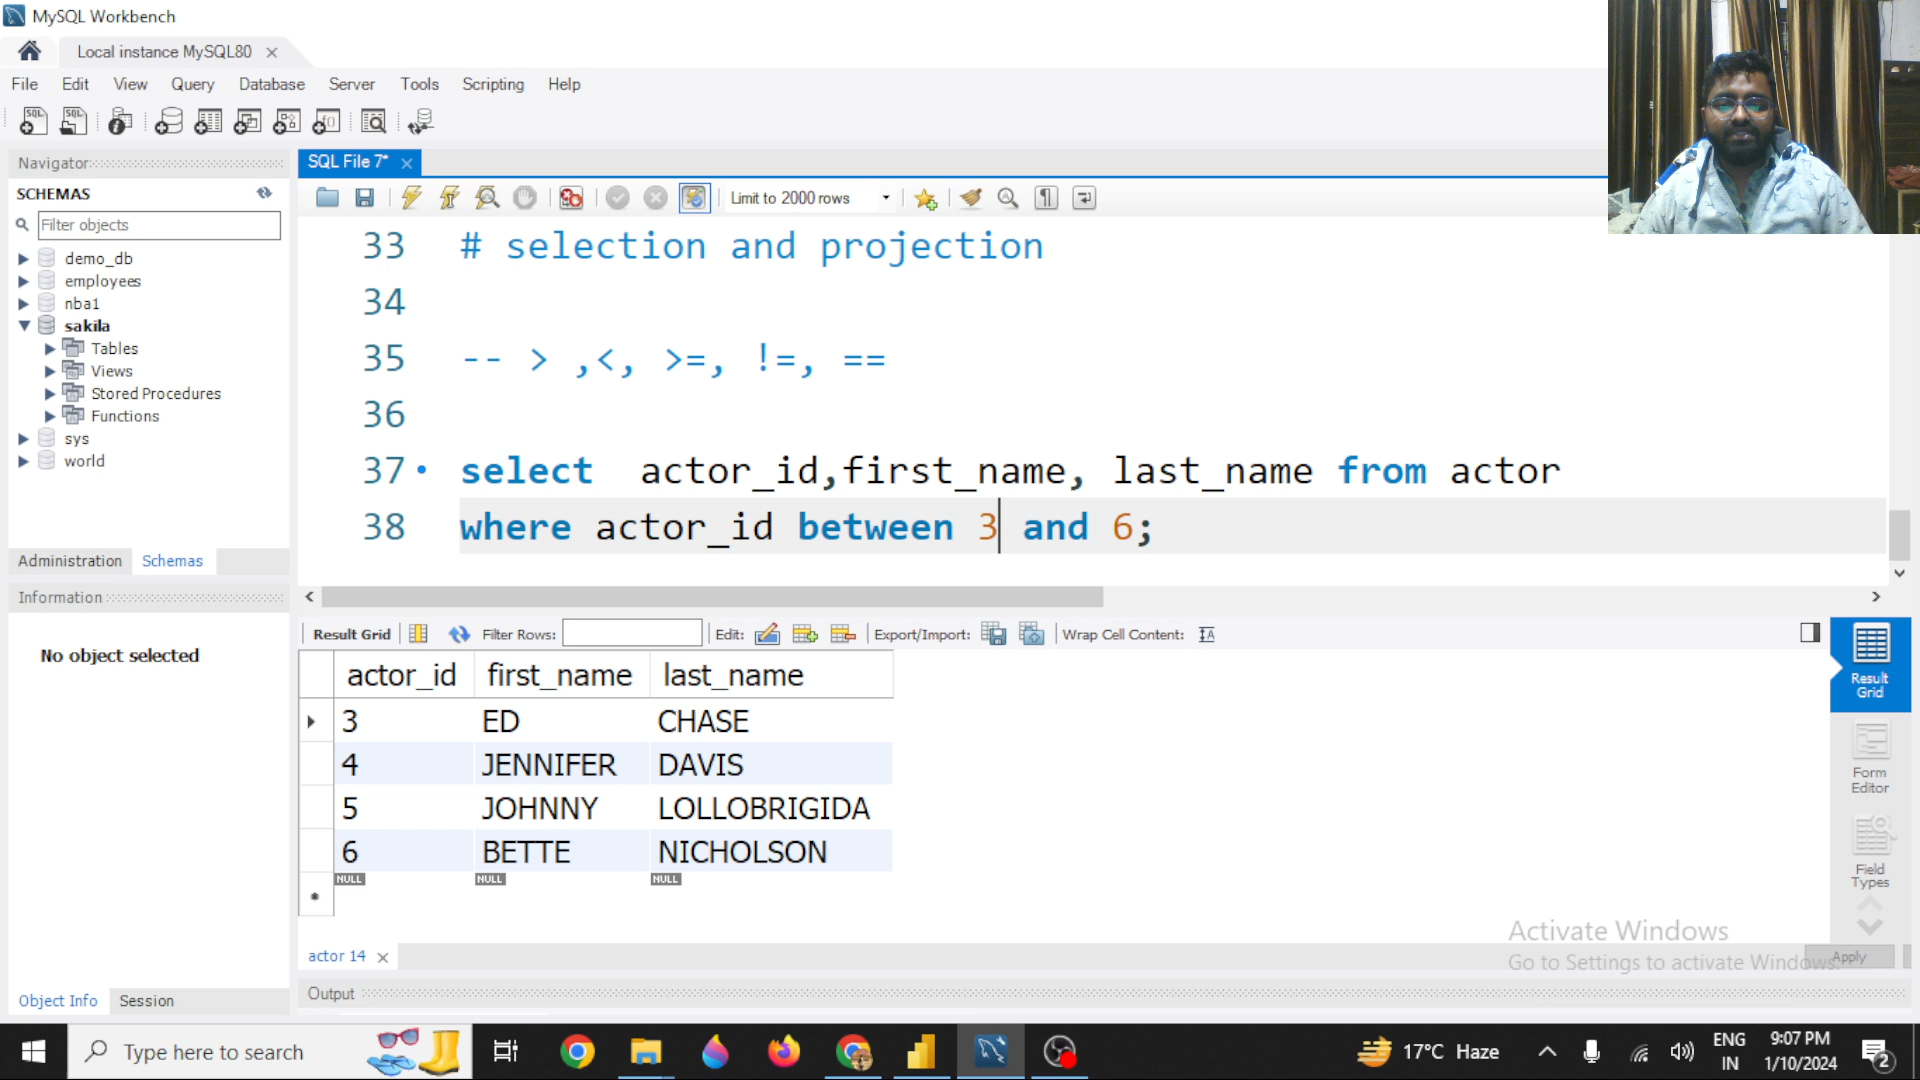 MySQL Workbench
Local instance MySQL80
File Edit View Query Database Server Tools Scripting Help
Navigator
SCHEMAS
Filter objects
demo_db
employees
nba1
sakila
Tables
Views
Stored Procedures
Functions
sys
world
Administration Schemas
Information
No object selected
Object Info Session
SQL File 7*
Limit to 2000 rows
33 # selection and projection
34
35 -- > ,<, >=, !=, ==
36
37 select actor_id,first_name, last_name from actor
38 where actor_id between 3 and 6;
Result Grid Filter Rows: Edit: Export/Import: Wrap Cell Content:
actor_id first_name last_name
3 ED CHASE
4 JENNIFER DAVIS
5 JOHNNY LOLLOBRIGIDA
6 BETTE NICHOLSON
NULL NULL NULL
Result
Grid
Form
Editor
Field
Types
Activate Windows
Go to Settings to activate Windows.
Apply
actor 14
Output
Type here to search
17°C Haze
ENG
IN
9:07 PM
1/10/2024
2